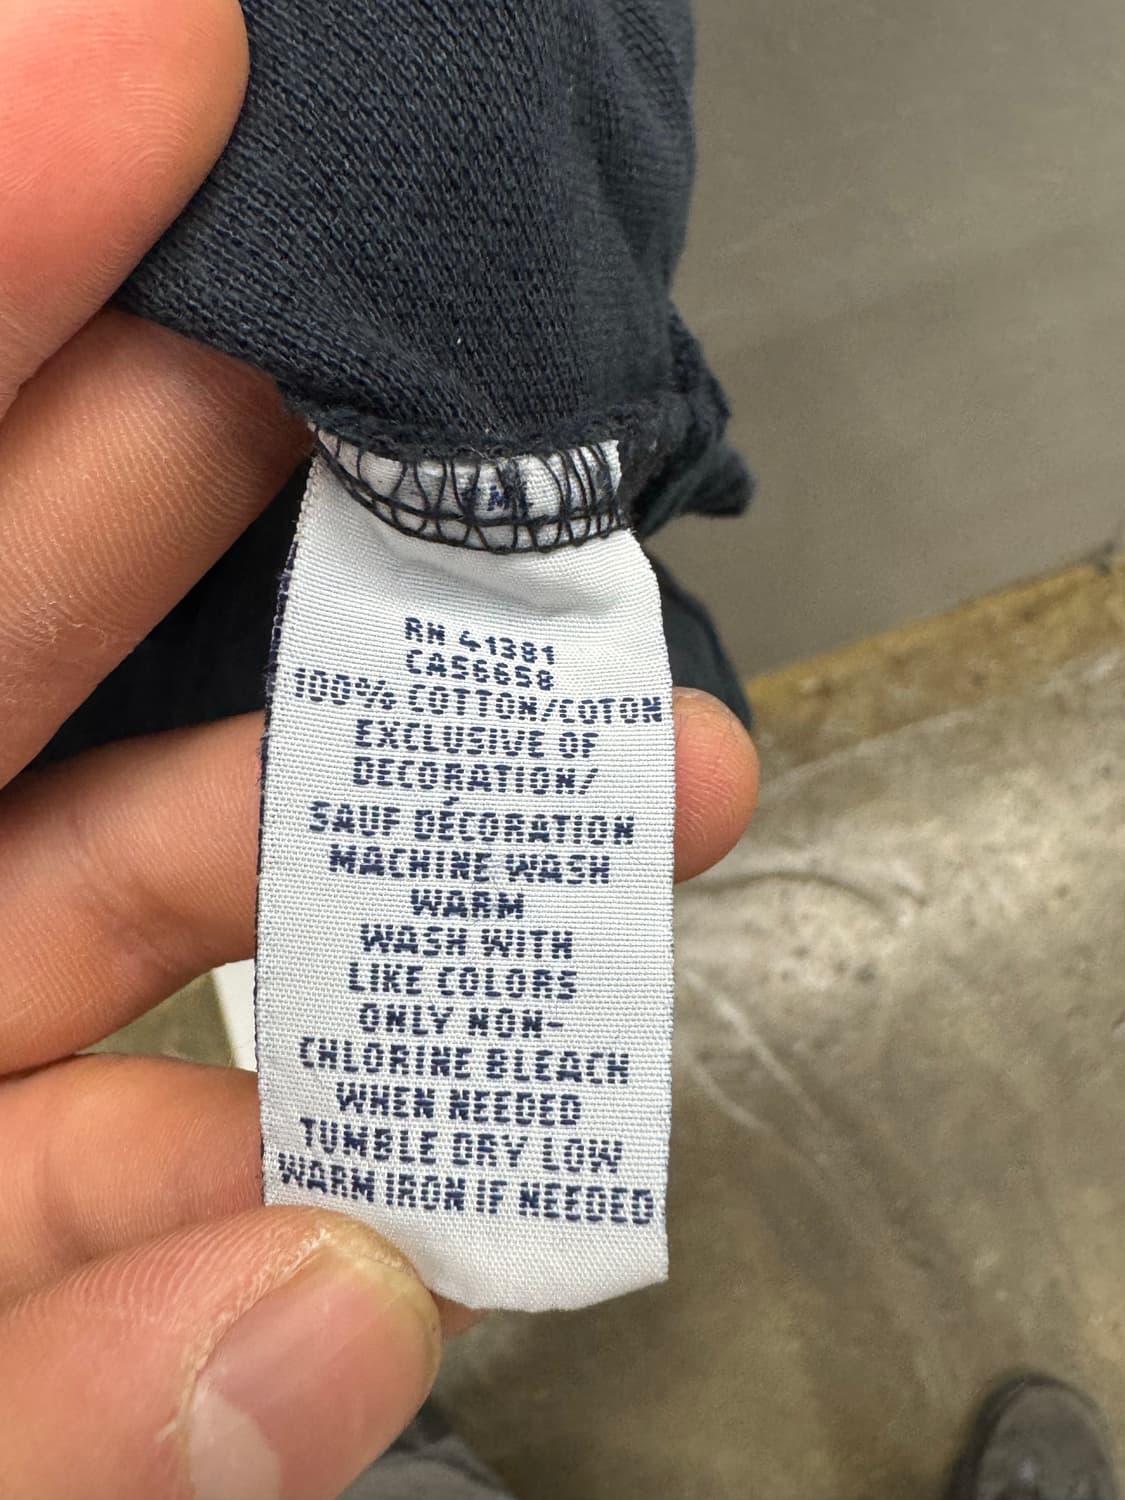 RN 41381
CA56658
100% COTTON/COTON
EXCLUSIVE OF
DECORATION/
SAUF DÉCORATION
MACHINE WASH
WARM
WASH WITH
LIKE COLORS
ONLY NON-
CHLORINE BLEACH
WHEN NEEDED
TUMBLE DRY LOW
WARM IRON IF NEEDED